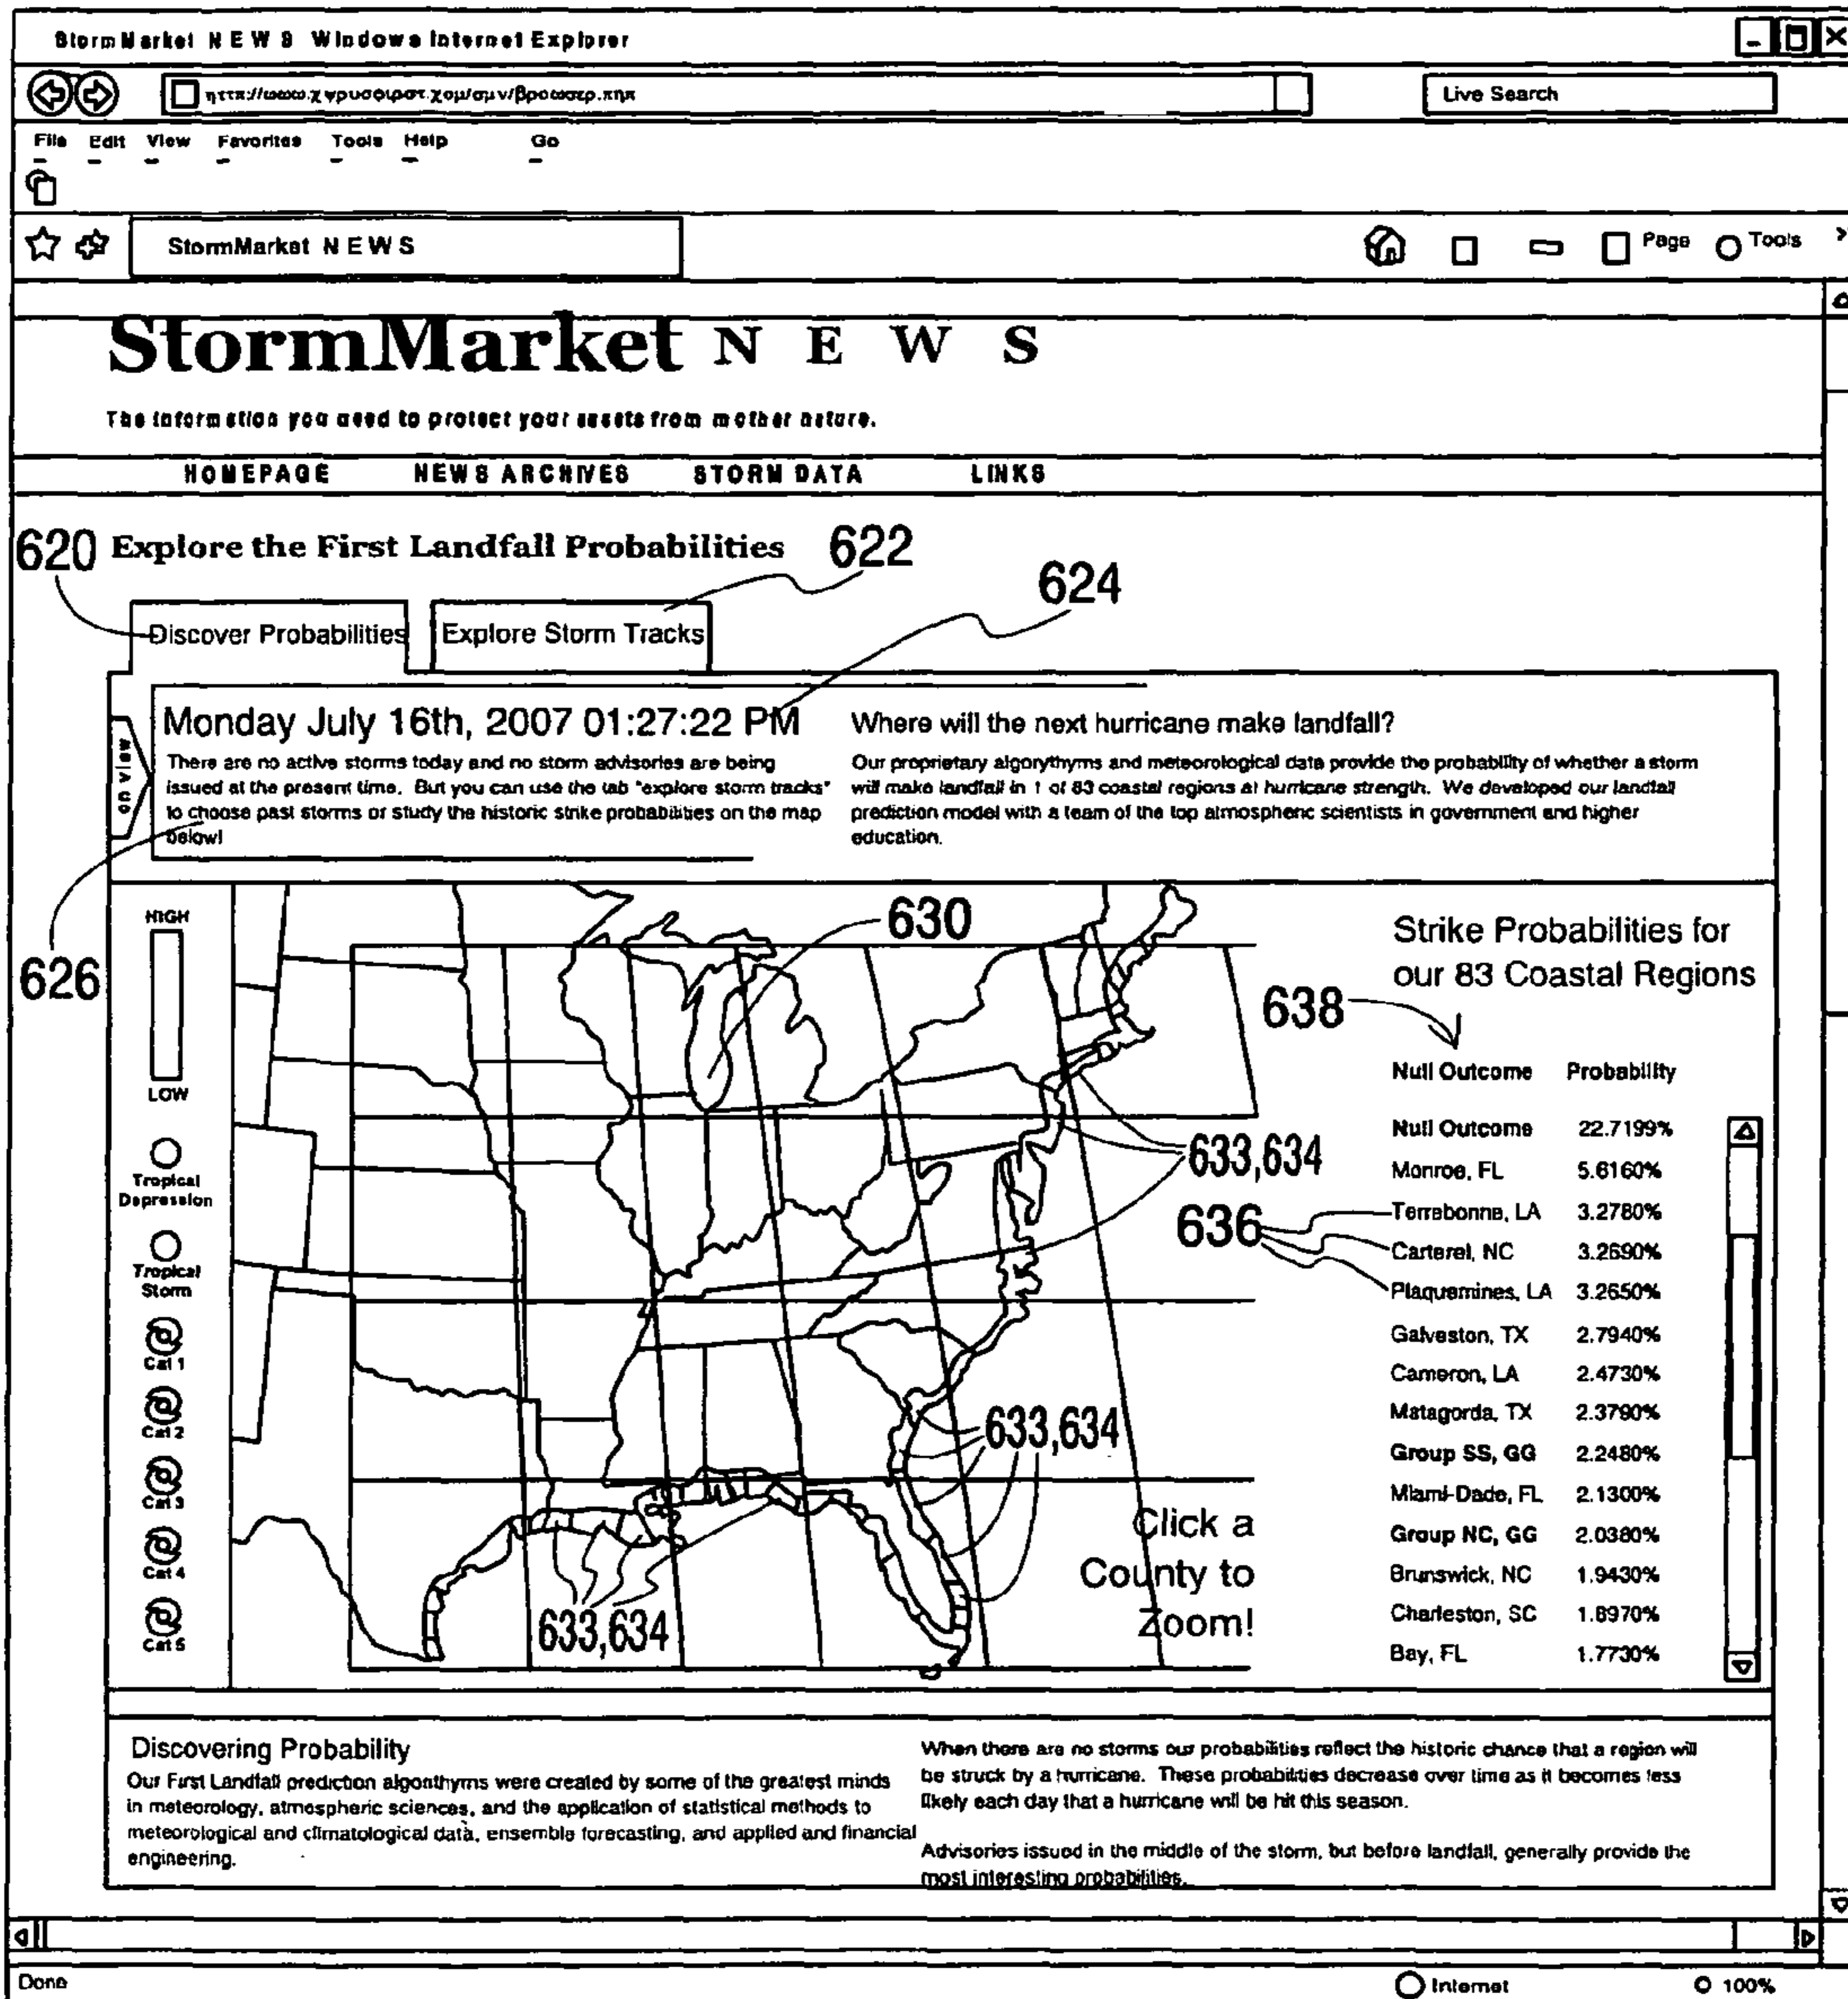 StormMarket N E W S Windows Internet Explorer
Live Search
File Edit View Favorites Tools Help Go
StormMarket N E W S
Page Tools
StormMarket N E W S
The information you need to protect your assets from mother nature.
HOMEPAGE NEWS ARCHIVES STORM DATA LINKS
620 Explore the First Landfall Probabilities 622
624
Discover Probabilities Explore Storm Tracks
Monday July 16th, 2007 01:27:22 PM
There are no active storms today and no storm advisories are being
issued at the present time. But you can use the tab "explore storm tracks"
to choose past storms or study the historic strike probabilities on the map
below!
Where will the next hurricane make landfall?
Our proprietary algorythyms and meteorological data provide the probability of whether a storm
will make landfall in 1 of 83 coastal regions at hurricane strength. We developed our landfall
prediction model with a team of the top atmospheric scientists in government and higher
education.
626
HIGH
LOW
Tropical
Depression
Tropical
Storm
Cat 1
Cat 2
Cat 3
Cat 4
Cat 5
630
633,634
633,634
633,634
Click a
County to
Zoom!
Strike Probabilities for
our 83 Coastal Regions
638
636
Null Outcome Probability
Null Outcome 22.7199%
Monroe, FL 5.6160%
Terrebonne, LA 3.2780%
Carteret, NC 3.2690%
Plaquemines, LA 3.2650%
Galveston, TX 2.7940%
Cameron, LA 2.4730%
Matagorda, TX 2.3790%
Group SS, GG 2.2480%
Miami-Dade, FL 2.1300%
Group NC, GG 2.0380%
Brunswick, NC 1.9430%
Charleston, SC 1.8970%
Bay, FL 1.7730%
Discovering Probability
Our First Landfall prediction algorithyms were created by some of the greatest minds
in meteorology, atmospheric sciences, and the application of statistical methods to
meteorological and climatological data, ensemble forecasting, and applied and financial
engineering.
When there are no storms our probabilities reflect the historic chance that a region will
be struck by a hurricane. These probabilities decrease over time as it becomes less
likely each day that a hurricane will be hit this season.
Advisories issued in the middle of the storm, but before landfall, generally provide the
most interesting probabilities.
Done Internet 100%